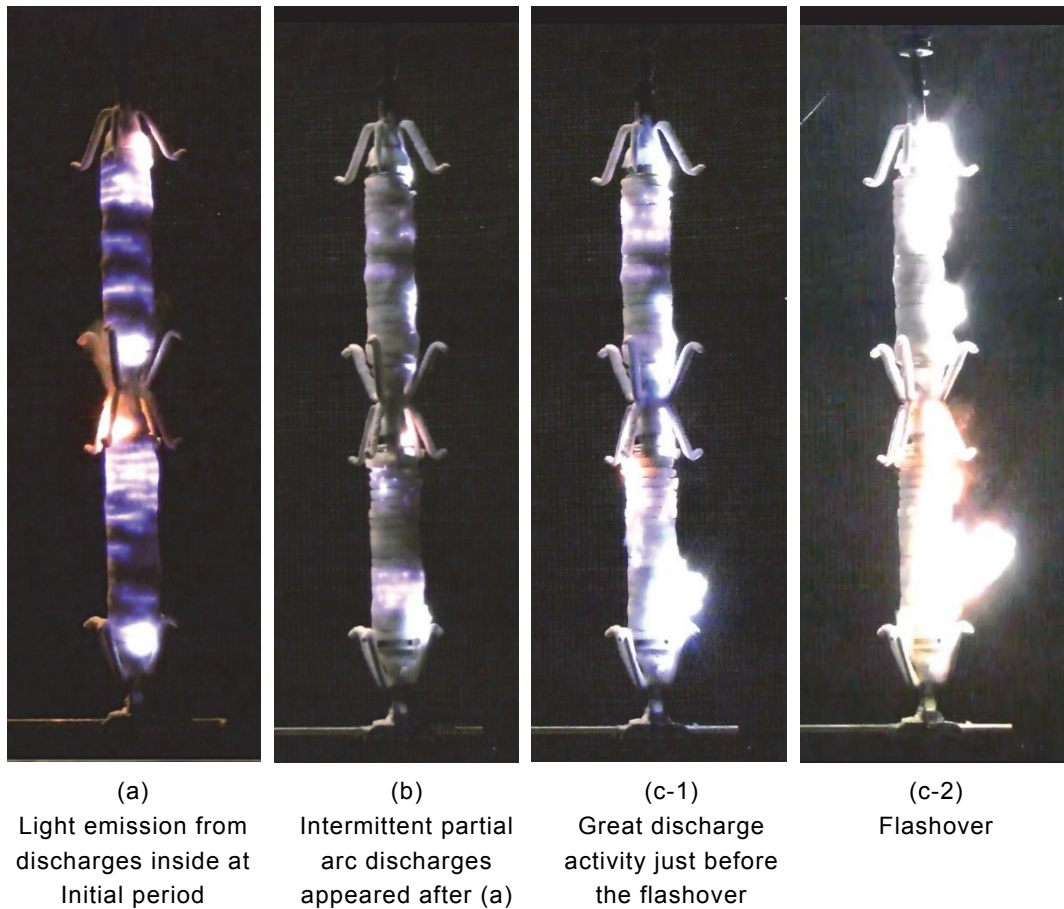 (a)
Light emission from
discharges inside at
Initial period
(b)
Intermittent partial
arc discharges
appeared after (a)
(c-1)
Great discharge
activity just before
the flashover
(c-2)
Flashover